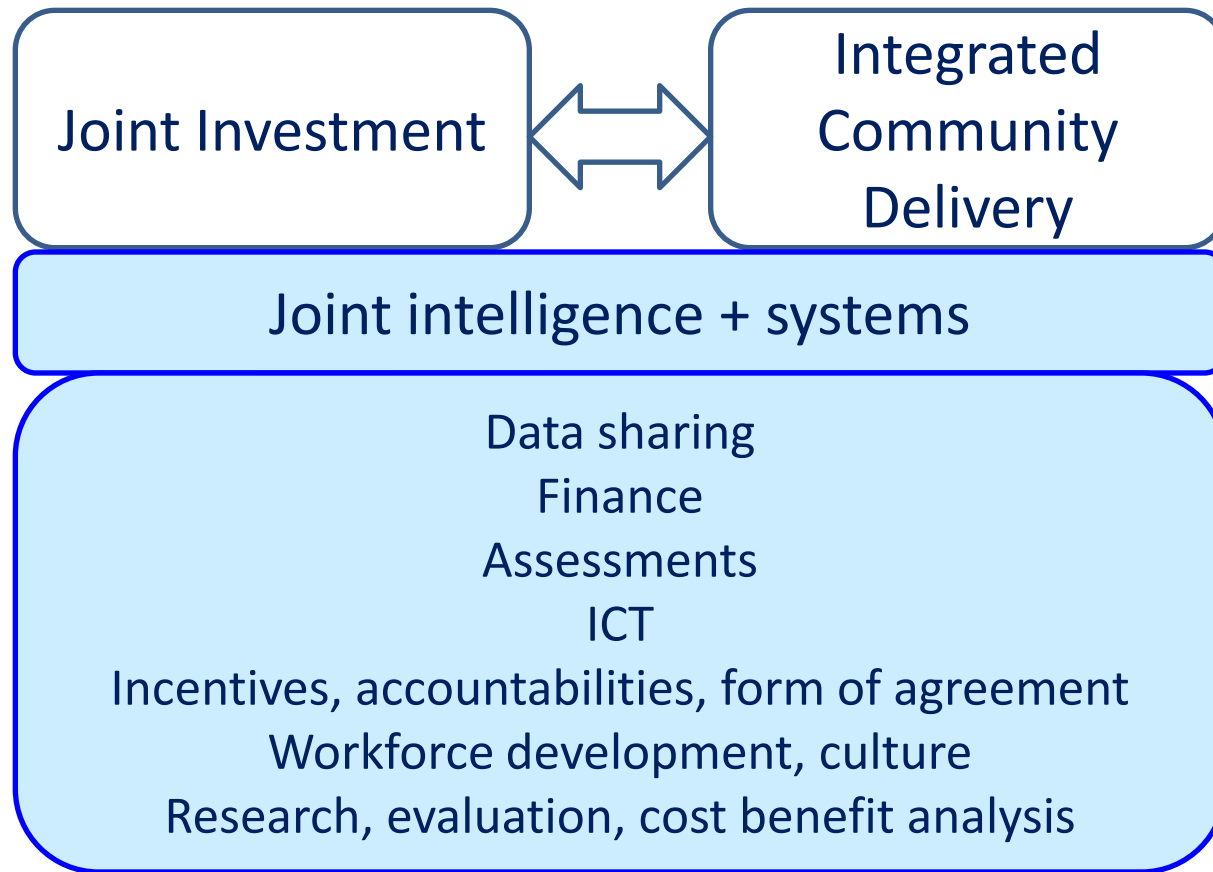 Joint Investment
Integrated
Community
Delivery
Joint intelligence + systems
Data sharing
Finance
Assessments
ICT
Incentives, accountabilities, form of agreement
Workforce development, culture
Research, evaluation, cost benefit analysis